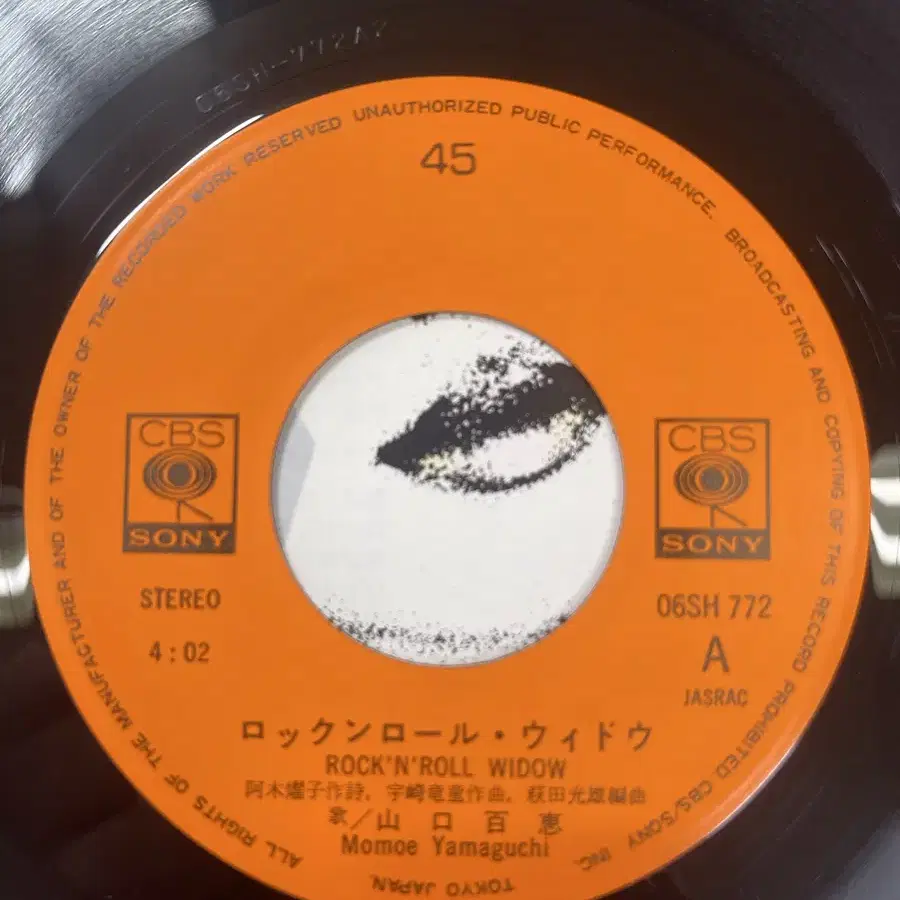 06SH-772A2
45
ALL RIGHTS OF THE MANUFACTURER AND OF THE OWNER OF THE RECORDED WORK RESERVED UNAUTHORIZED PUBLIC PERFORMANCE. BROADCASTING AND COPYING OF THIS RECORD PROHIBITED CBS/SONY INC. TOKYO JAPAN.
CBS
SONY
CBS
SONY
STEREO
4:02
06SH 772
A
JASRAC
ロックンロール・ウィドウ
ROCK'N'ROLL WIDOW
阿木燿子作詩, 宇崎竜童作曲, 萩田光雄編曲
歌／山口百恵
Momoe Yamaguchi